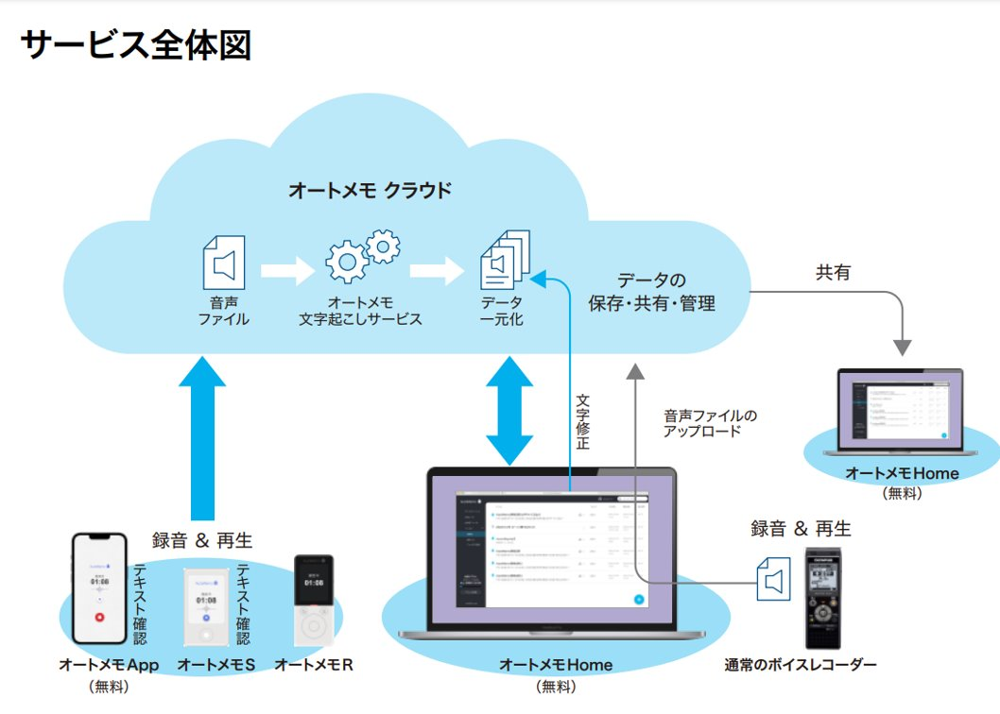 サービス全体図
オートメモ クラウド
音声
ファイル
オートメモ
文字起こしサービス
データ
一元化
データの
保存・共有・管理
共有
文字修正
音声ファイルの
アップロード
オートメモHome
（無料）
録音 & 再生
01:08
テキスト確認
01:08
テキスト確認
01:08
オートメモApp
（無料）
オートメモS
オートメモR
オートメモHome
（無料）
録音 & 再生
OLYMPUS
通常のボイスレコーダー